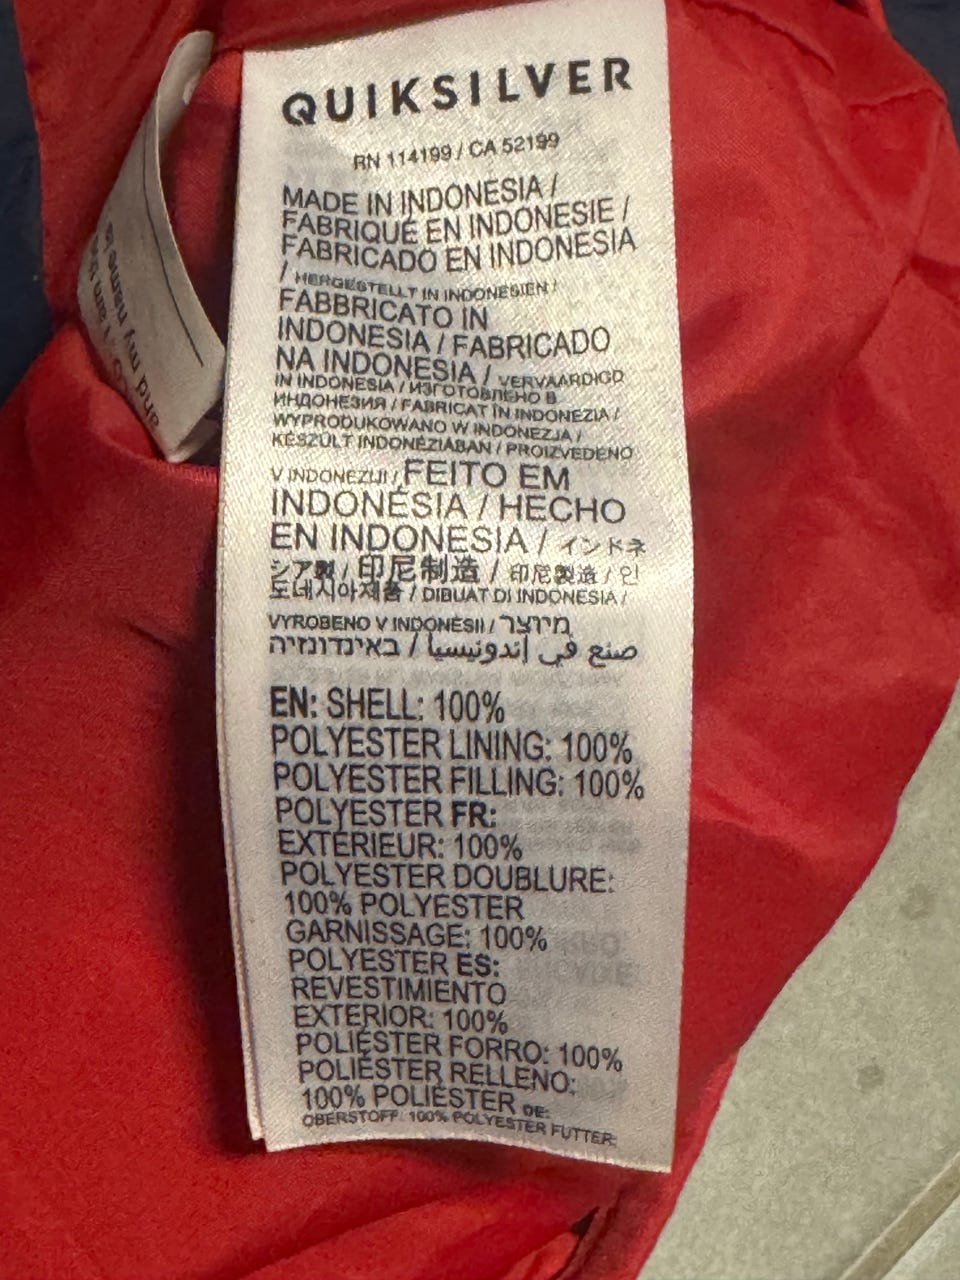 QUIKSILVER
RN 114199 / CA 52199
MADE IN INDONESIA /
FABRIQUÉ EN INDONESIE /
FABRICADO EN INDONESIA
/ HERGESTELLT IN INDONESIEN /
FABBRICATO IN
INDONESIA / FABRICADO
NA INDONESIA / VERVAARDIGD
IN INDONESIA / ИЗГОТОВЛЕНО В
ИНДОНЕЗИЯ / FABRICAT ÎN INDONEZIA /
WYPRODUKOWANO W INDONEZJA /
KÉSZÜLT INDONÉZIÁBAN / PROIZVEDENO
V INDONEZIJI / FEITO EM
INDONÉSIA / HECHO
EN INDONESIA / インドネ
シア製 / 印尼制造 / 印尼製造 / 인
도네시아제품 / DIBUAT DI INDONESIA /
VYROBENO V INDONÉSII / מיוצר
באינדונזיה / صنع في إندونيسيا
EN: SHELL: 100%
POLYESTER LINING: 100%
POLYESTER FILLING: 100%
POLYESTER FR:
EXTÉRIEUR: 100%
POLYESTER DOUBLURE:
100% POLYESTER
GARNISSAGE: 100%
POLYESTER ES:
REVESTIMIENTO
EXTERIOR: 100%
POLIÉSTER FORRO: 100%
POLIÉSTER RELLENO:
100% POLIÉSTER DE:
OBERSTOFF: 100% POLYESTER FUTTER:
and my name is